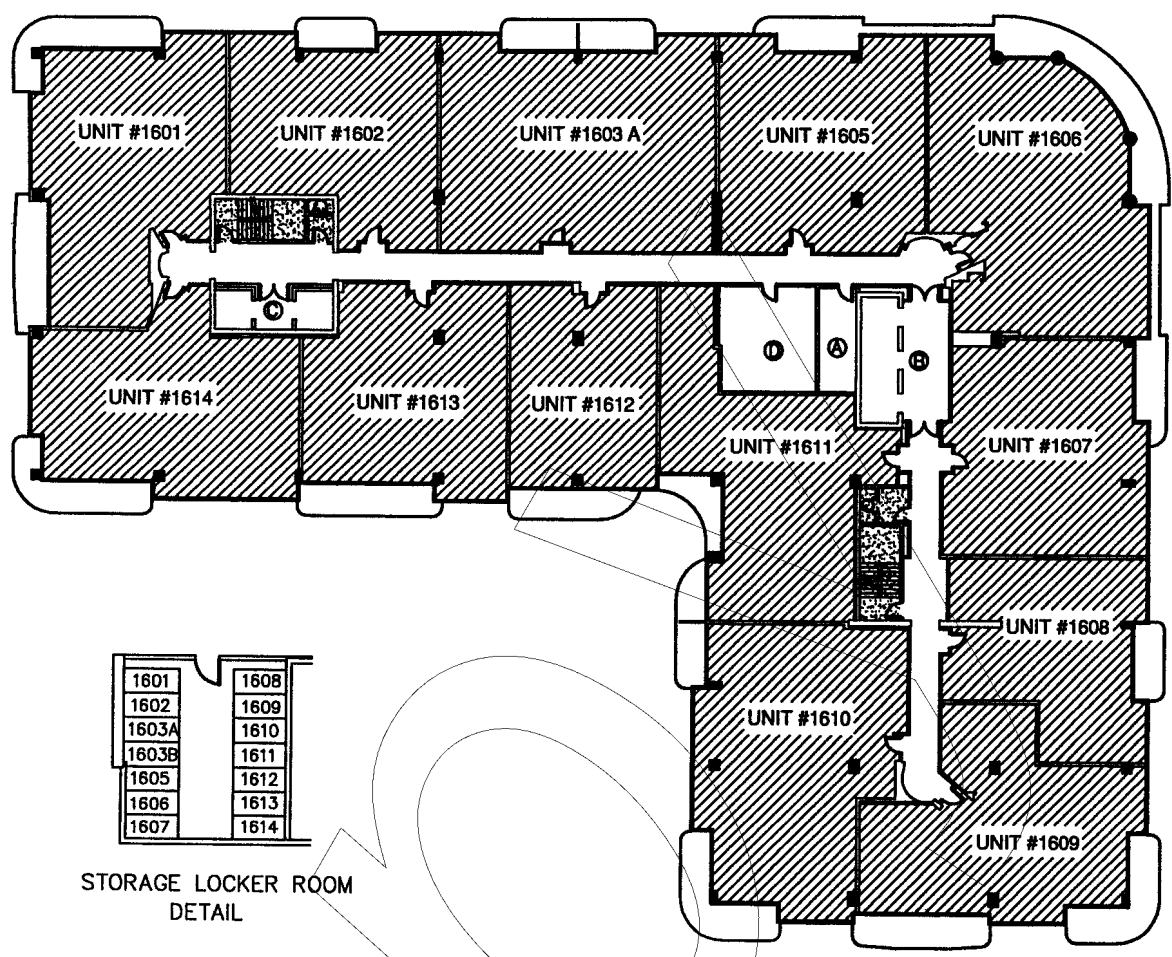 UNIT #1601
UNIT #1602
UNIT #1603 A
UNIT #1605
UNIT #1606
C
D
A
B
UNIT #1614
UNIT #1613
UNIT #1612
UNIT #1611
UNIT #1607
UNIT #1608
UNIT #1610
UNIT #1609
1601
1602
1603A
1603B
1605
1606
1607
1608
1609
1610
1611
1612
1613
1614
STORAGE LOCKER ROOM
DETAIL